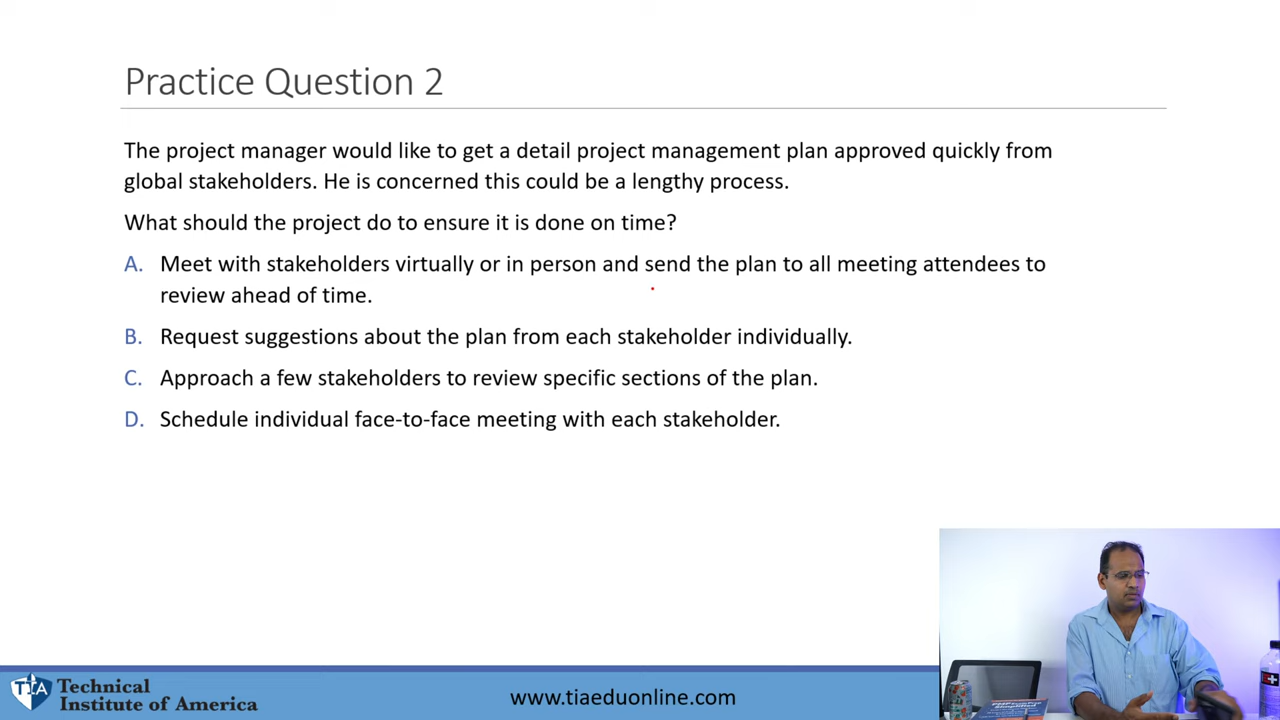 Practice Question 2
The project manager would like to get a detail project management plan approved quickly from
global stakeholders. He is concerned this could be a lengthy process.
What should the project do to ensure it is done on time?
A. Meet with stakeholders virtually or in person and send the plan to all meeting attendees to
review ahead of time.
B. Request suggestions about the plan from each stakeholder individually.
C. Approach a few stakeholders to review specific sections of the plan.
D. Schedule individual face-to-face meeting with each stakeholder.
TIA
Technical
Institute of America
www.tiaeduonline.com
Simplified